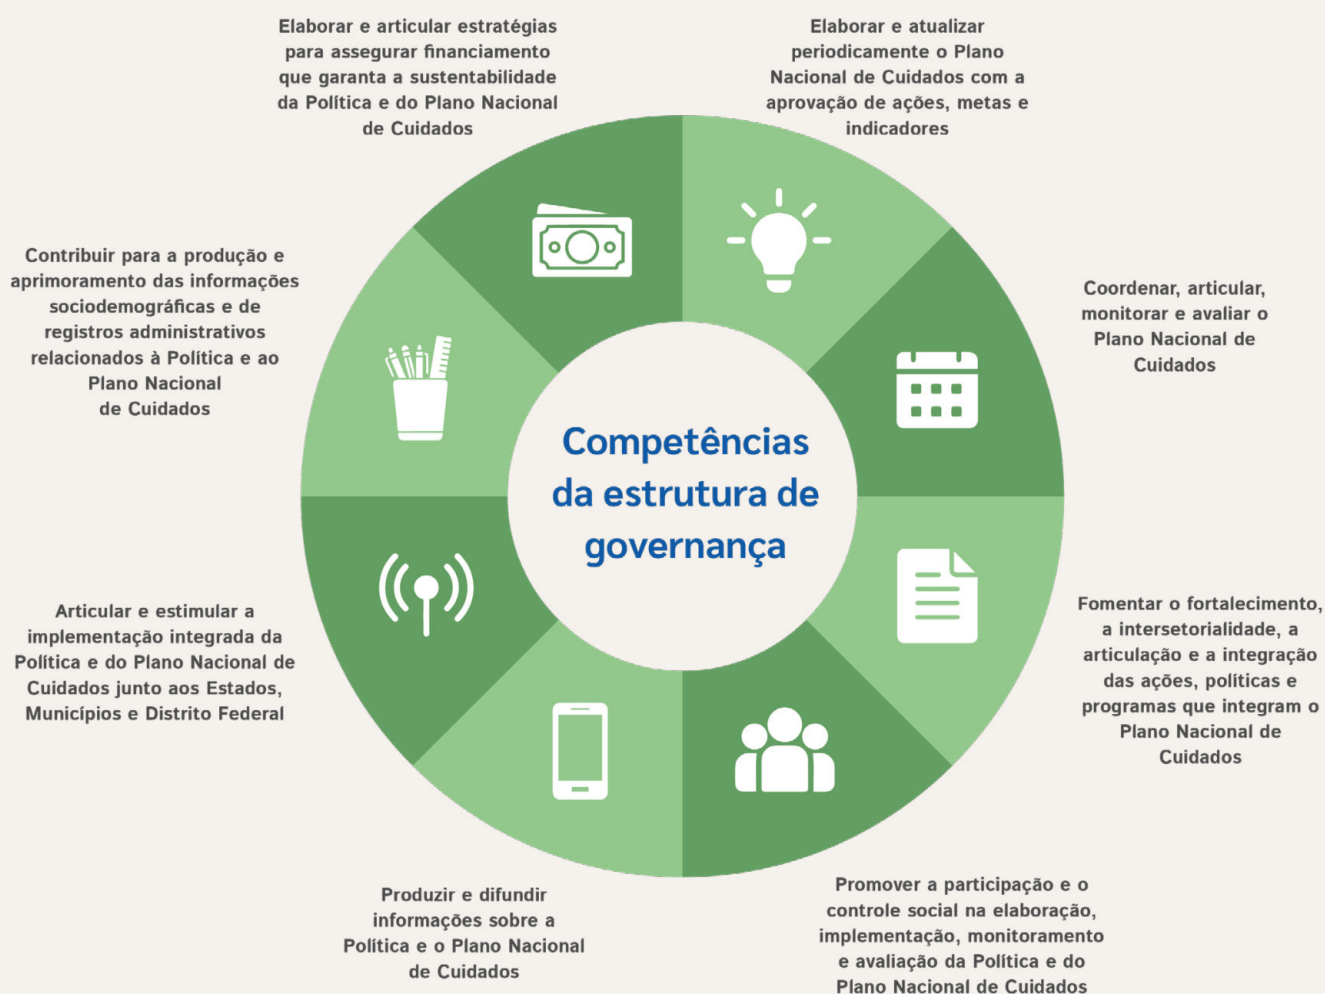 Elaborar e articular estratégias
para assegurar financiamento
que garanta a sustentabilidade
da Política e do Plano Nacional
de Cuidados
Elaborar e atualizar
periodicamente o Plano
Nacional de Cuidados com a
aprovação de ações, metas e
indicadores
Contribuir para a produção e
aprimoramento das informações
sociodemográficas e de
registros administrativos
relacionados à Política e ao
Plano Nacional
de Cuidados
Coordenar, articular,
monitorar e avaliar o
Plano Nacional de
Cuidados
Competências
da estrutura de
governança
Articular e estimular a
implementação integrada da
Política e do Plano Nacional de
Cuidados junto aos Estados,
Municípios e Distrito Federal
Fomentar o fortalecimento,
a intersetorialidade, a
articulação e a integração
das ações, políticas e
programas que integram o
Plano Nacional de
Cuidados
Produzir e difundir
informações sobre a
Política e o Plano Nacional
de Cuidados
Promover a participação e o
controle social na elaboração,
implementação, monitoramento
e avaliação da Política e do
Plano Nacional de Cuidados